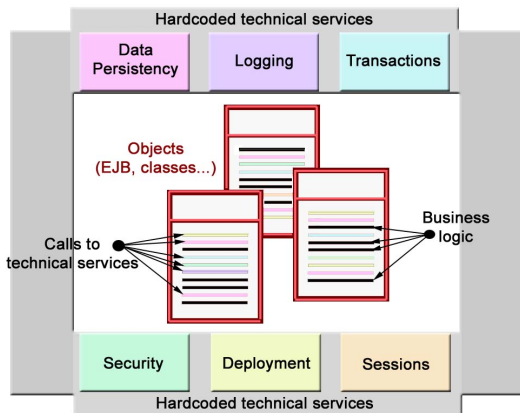 Hardcoded technical services
Data
Persistency
Logging
Transactions
Objects
(EJB, classes...)
Calls to
technical services
Business
logic
Security
Deployment
Sessions
Hardcoded technical services